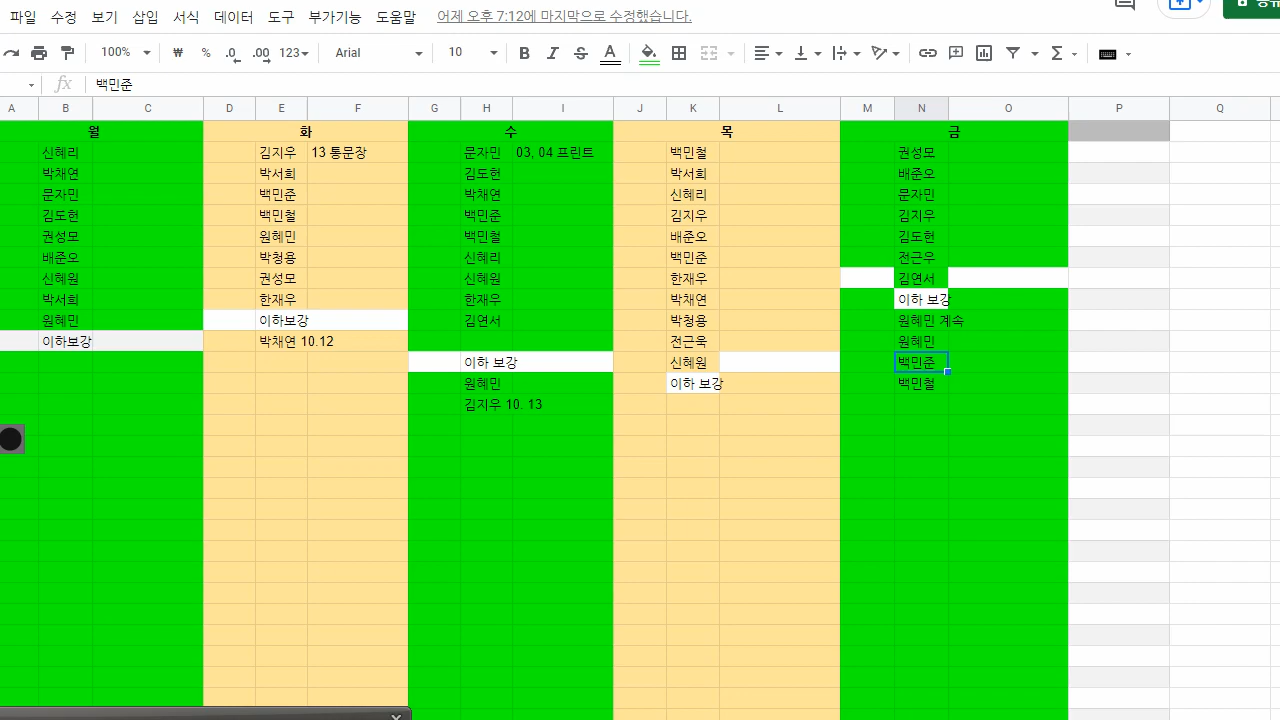 파일 수정 보기 삽입 서식 데이터 도구 부가기능 도움말 어제 오후 7:12에 마지막으로 수정했습니다.
100% ₩ % .0 .00 123 Arial 10 B I S A
fx 백민준
A B C D E F G H I J K L M N O P Q
월 화 수 목 금
신혜리 김지우 13 통문장 문자민 03, 04 프린트 백민철 권성모
박채연 박서희 김도헌 박서희 배준오
문자민 백민준 박채연 신혜리 문자민
김도헌 백민철 백민준 김지우 김지우
권성모 원혜민 백민철 배준오 김도헌
배준오 박청용 신혜리 백민준 전근우
신혜원 권성모 신혜원 한재우 김연서
박서희 한재우 한재우 박채연 이하 보강
원혜민 이하보강 김연서 박청용 원혜민 계속
이하보강 박채연 10.12 전근욱 원혜민
이하 보강 신혜원 백민준
원혜민 이하 보강 백민철
김지우 10. 13